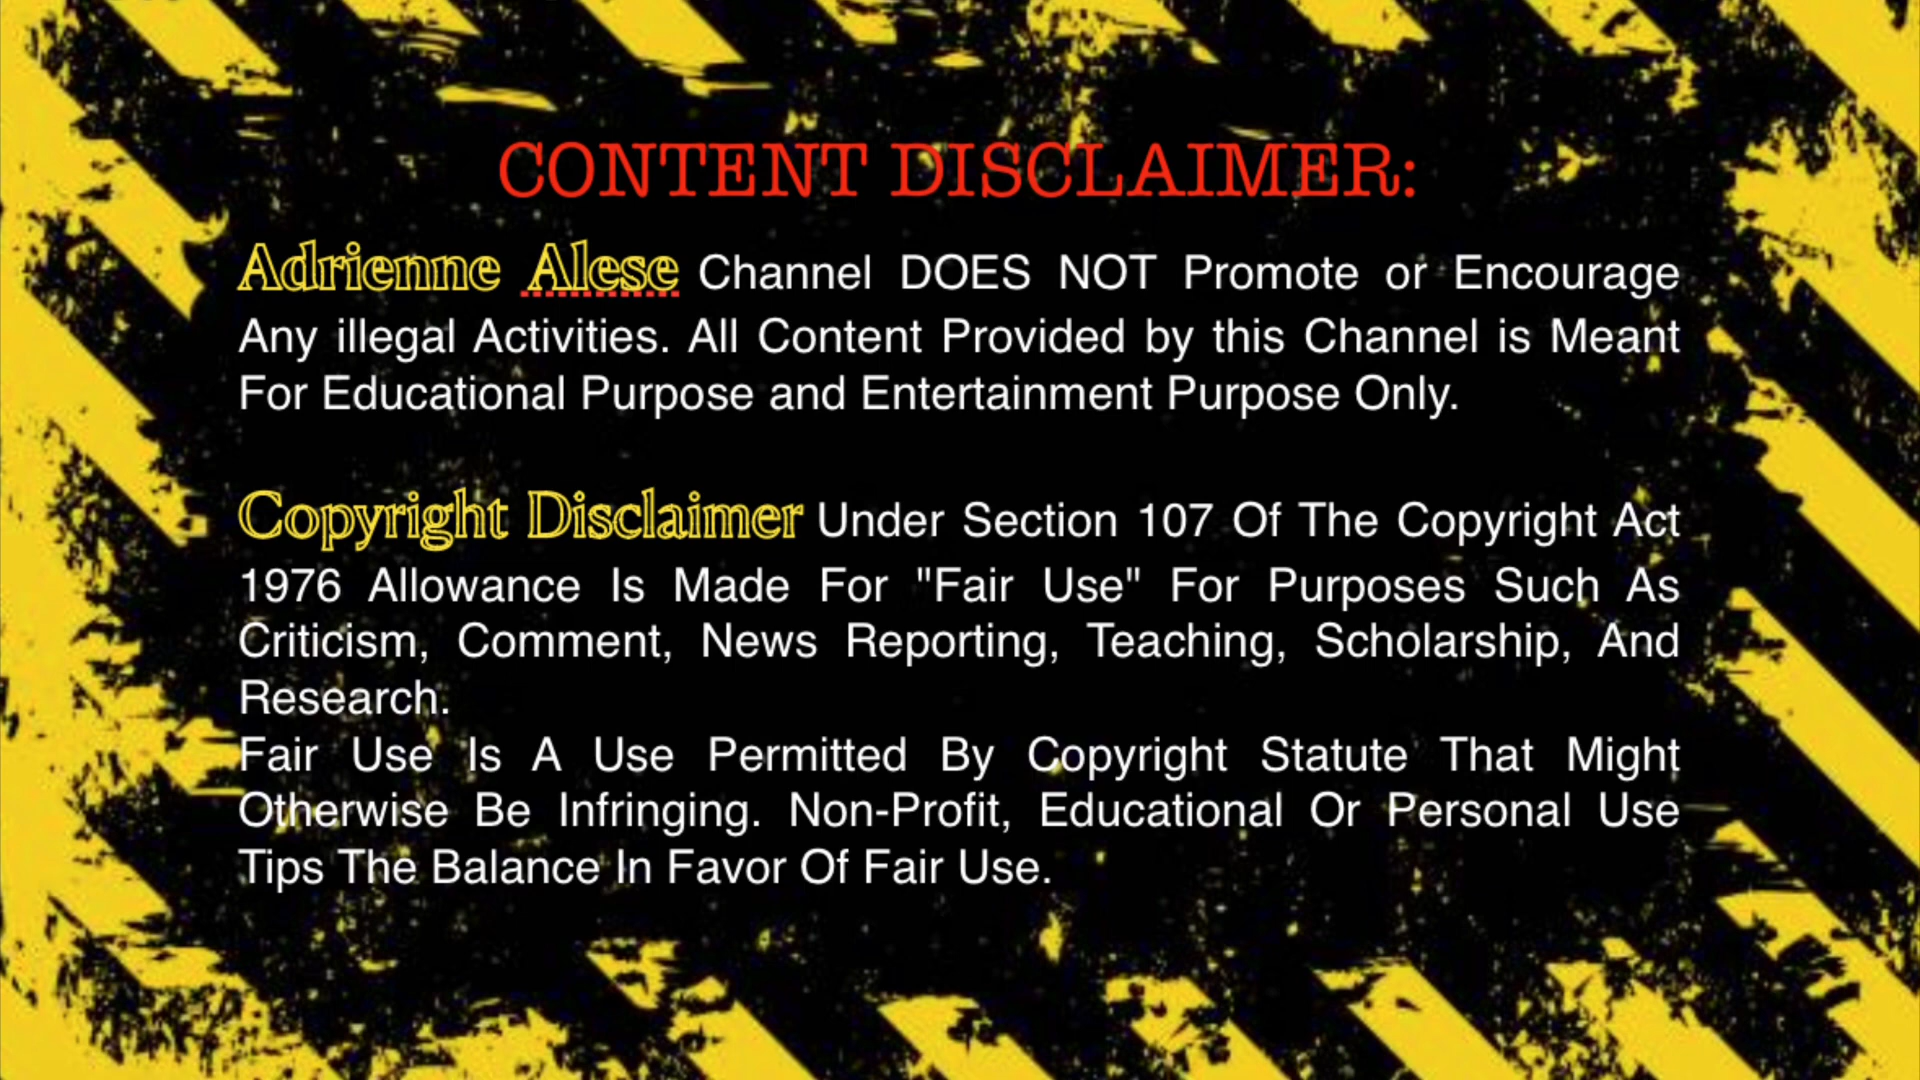 CONTENT DISCLAIMER:
Adrienne Alese Channel DOES NOT Promote or Encourage
Any illegal Activities. All Content Provided by this Channel is Meant
For Educational Purpose and Entertainment Purpose Only.
Copyright Disclaimer Under Section 107 Of The Copyright Act
1976 Allowance Is Made For "Fair Use" For Purposes Such As
Criticism, Comment, News Reporting, Teaching, Scholarship, And
Research.
Fair Use Is A Use Permitted By Copyright Statute That Might
Otherwise Be Infringing. Non-Profit, Educational Or Personal Use
Tips The Balance In Favor Of Fair Use.